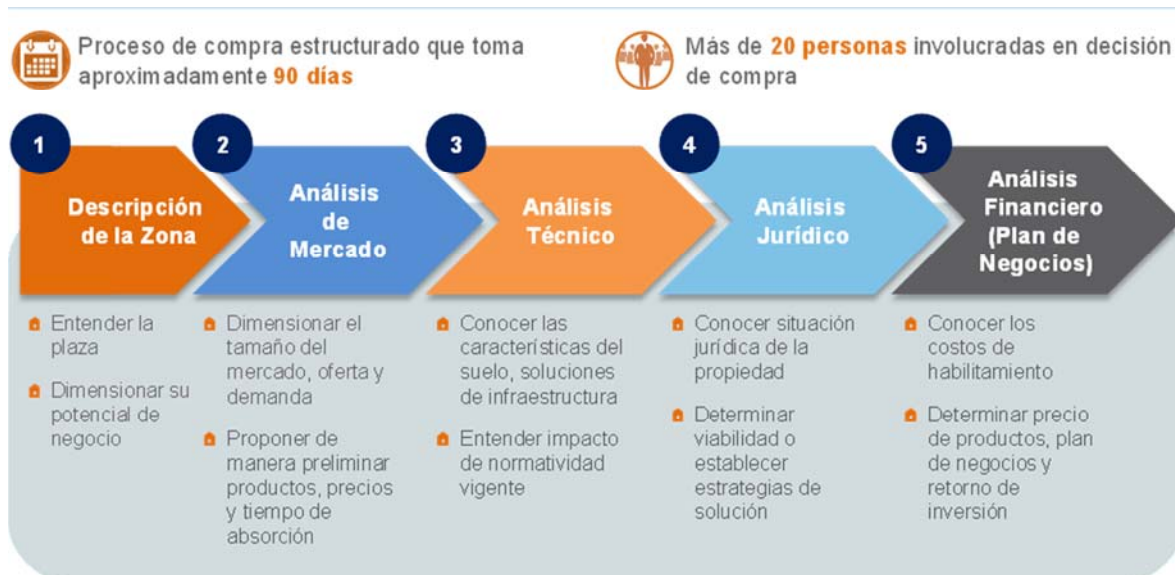 Proceso de compra estructurado que toma
aproximadamente 90 días
Más de 20 personas involucradas en decisión
de compra
1
Descripción
de la Zona
2
Análisis
de
Mercado
3
Análisis
Técnico
4
Análisis
Jurídico
5
Análisis
Financiero
(Plan de
Negocios)
Entender la
plaza
Dimensionar su
potencial de
negocio
Dimensionar el
tamaño del
mercado, oferta y
demanda
Proponer de
manera preliminar
productos, precios
y tiempo de
absorción
Conocer las
características del
suelo, soluciones
de infraestructura
Entender impacto
de normatividad
vigente
Conocer situación
jurídica de la
propiedad
Determinar
viabilidad o
establecer
estrategias de
solución
Conocer los
costos de
habilitamiento
Determinar precio
de productos, plan
de negocios y
retorno de
inversión